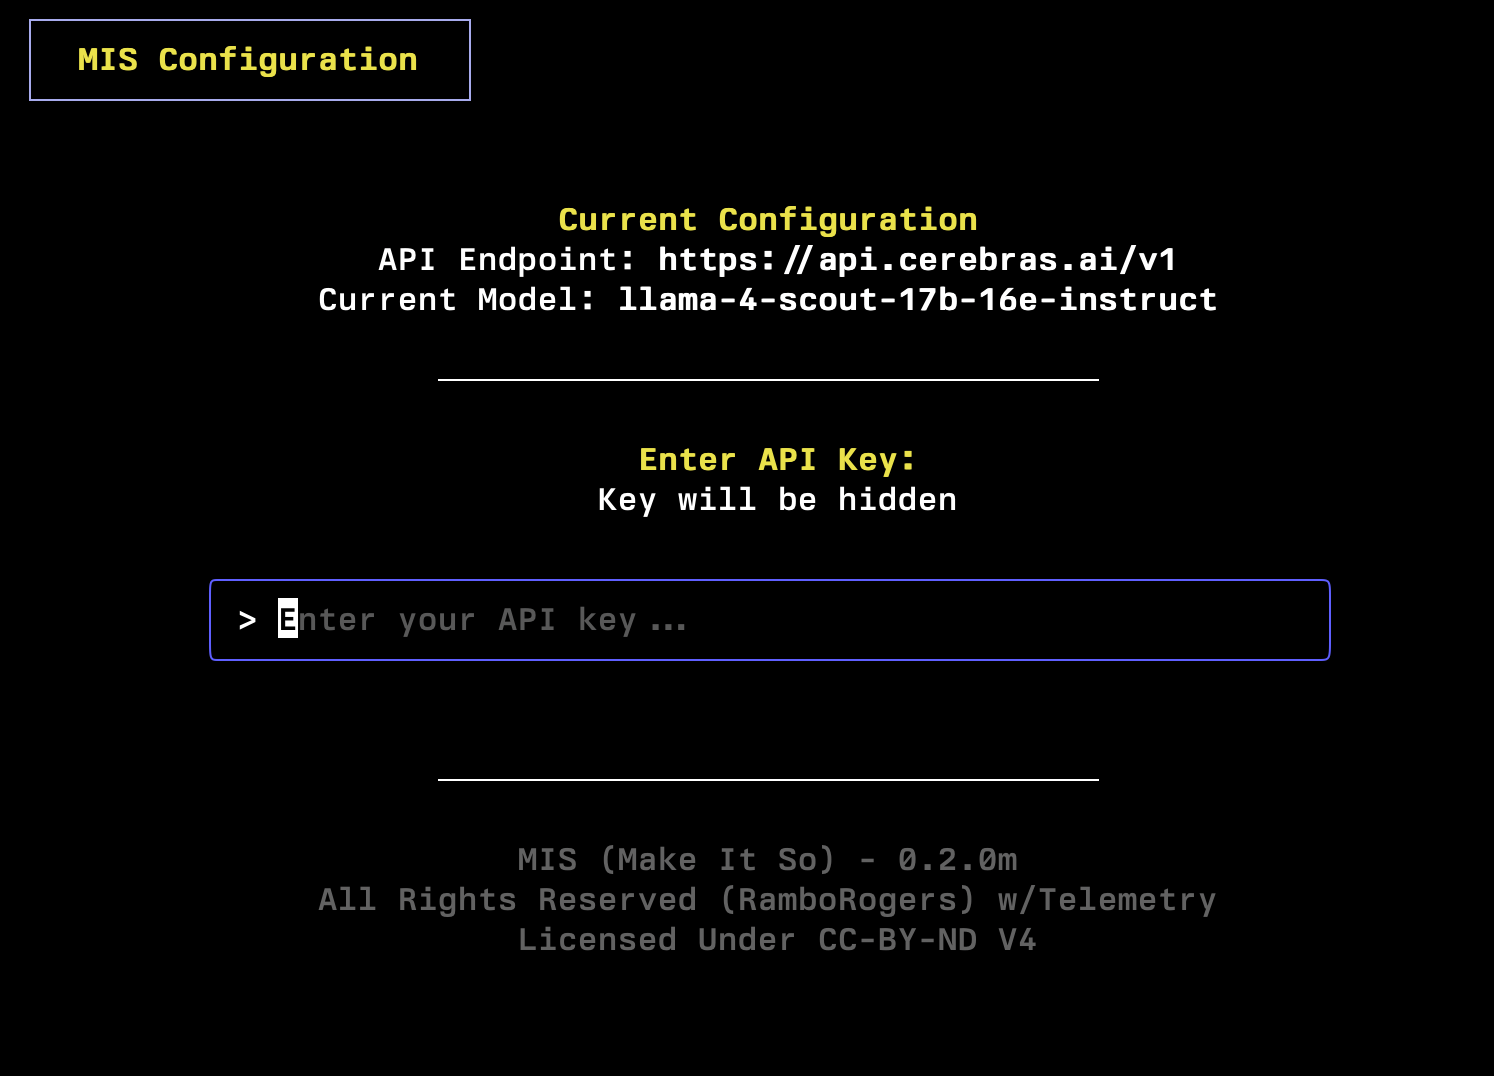 MIS Configuration
Current Configuration
API Endpoint: https://api.cerebras.ai/v1
Current Model: llama-4-scout-17b-16e-instruct
Enter API Key:
Key will be hidden
> Enter your API key...
MIS (Make It So) - 0.2.0m
All Rights Reserved (RamboRogers) w/Telemetry
Licensed Under CC-BY-ND V4